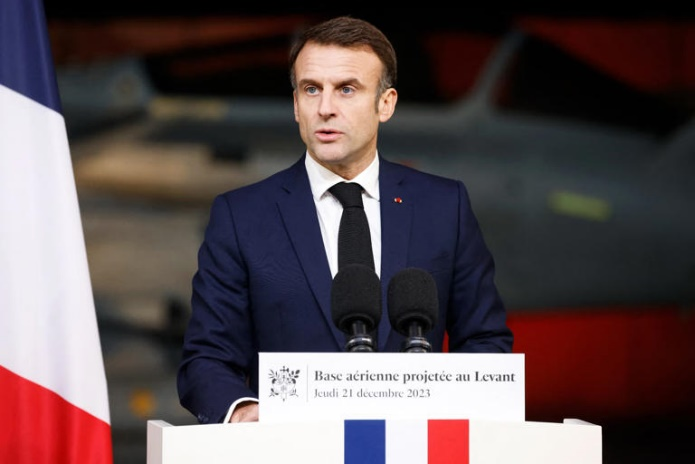 Base aérienne projetée au Levant
Jeudi 21 décembre 2023